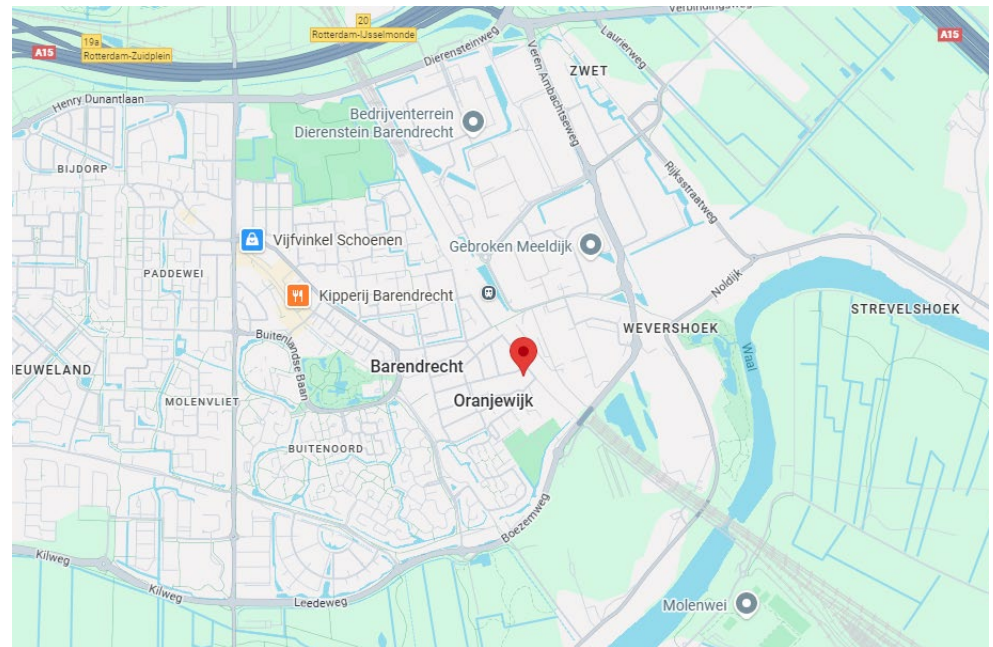 Verbindingsweg
20
Rotterdam-IJsselmonde
19a
Rotterdam-Zuidplein
A15
A15
Dierensteinweg
Veren Ambachtseweg
Laurierweg
ZWET
Henry Dunantlaan
Bedrijventerrein
Dierenstein Barendrecht
BIJDORP
Rijksstraatweg
Vijfvinkel Schoenen
Gebroken Meeldijk
PADDEWEI
Noldijk
Kipperij Barendrecht
STREVELSHOEK
WEVERSHOEK
Buitenlandse Baan
Waal
Barendrecht
IEUWELAND
Oranjewijk
MOLENVLIET
BUITENOORD
Boezemweg
Kilweg
Kilweg
Leedeweg
Molenwei